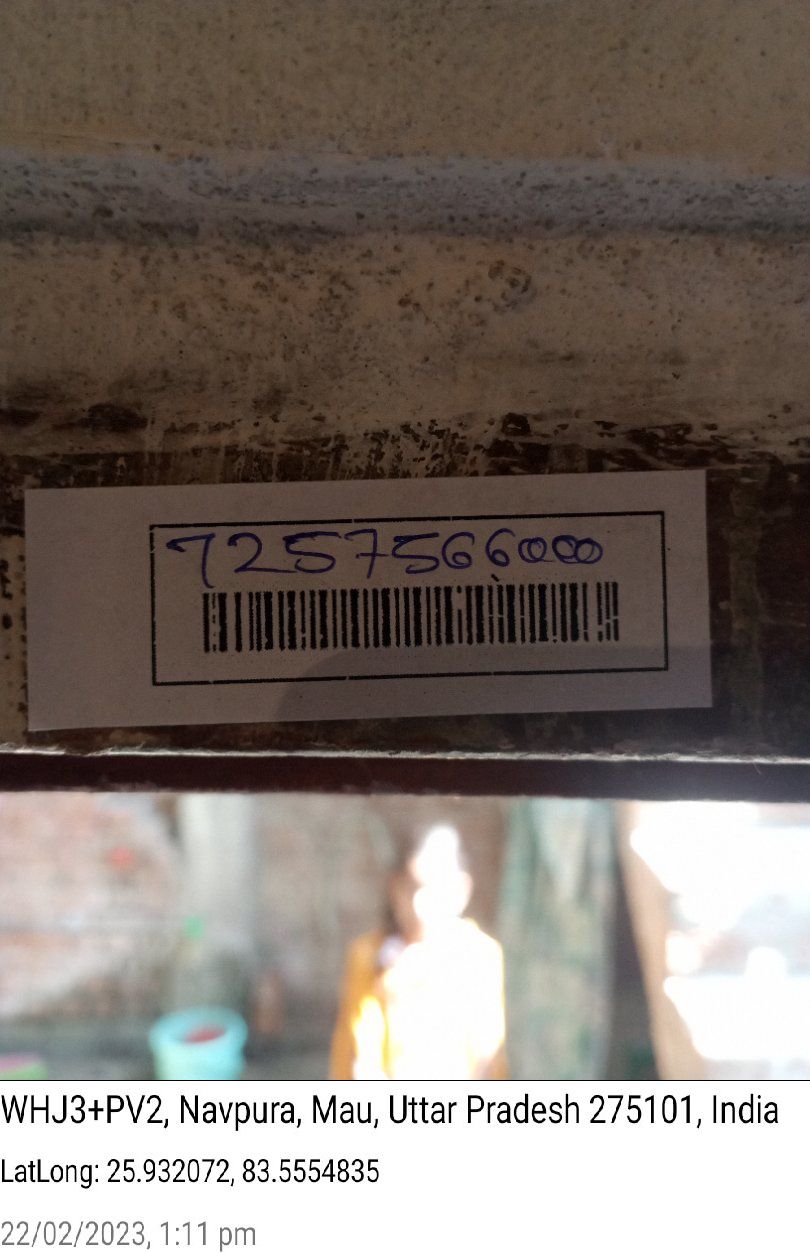 7257566000
WHJ3+PV2, Navpura, Mau, Uttar Pradesh 275101, India
LatLong: 25.932072, 83.5554835
22/02/2023, 1:11 pm